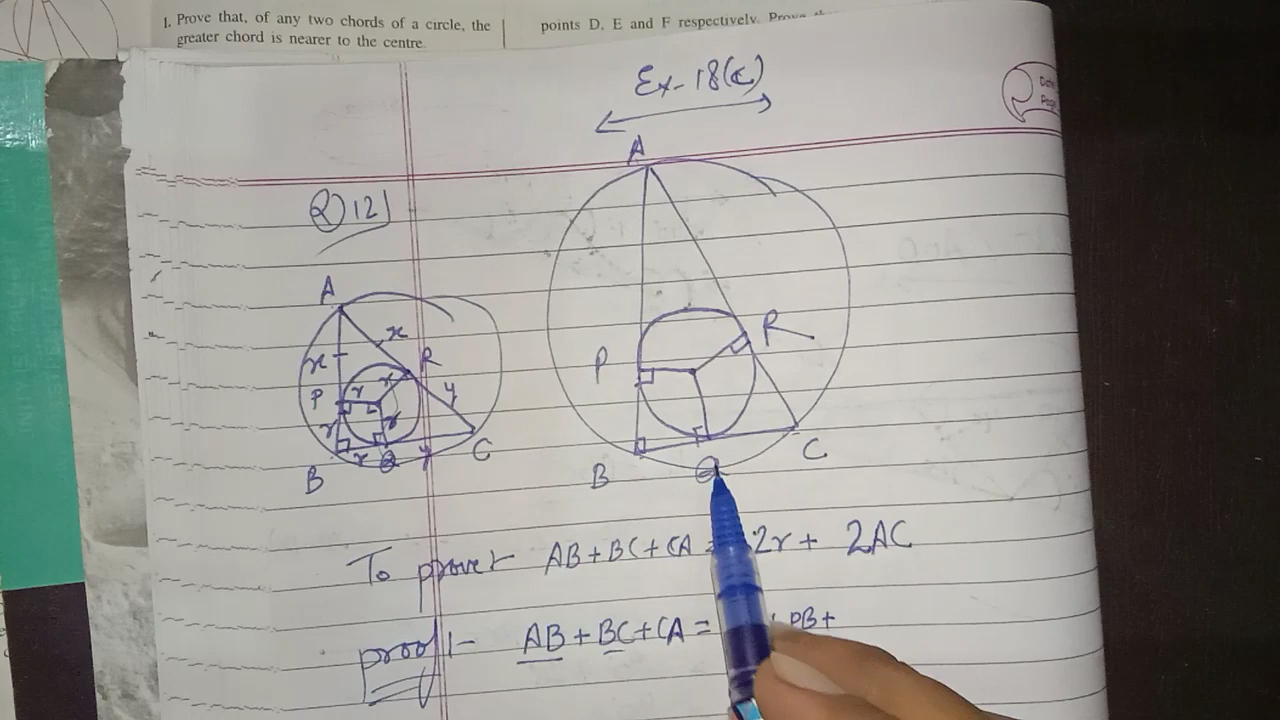 1. Prove that, of any two chords of a circle, the
greater chord is nearer to the centre.
points D, E and F respectively. Prove
Ex-18(C)
Q) 12
A
x
x
R
P
r
r
y
r
r
B
r
Q
y
C
A
P
R
B
Q
C
To prove :- AB + BC + CA = 2r + 2AC
proof :- AB + BC + CA = PB +